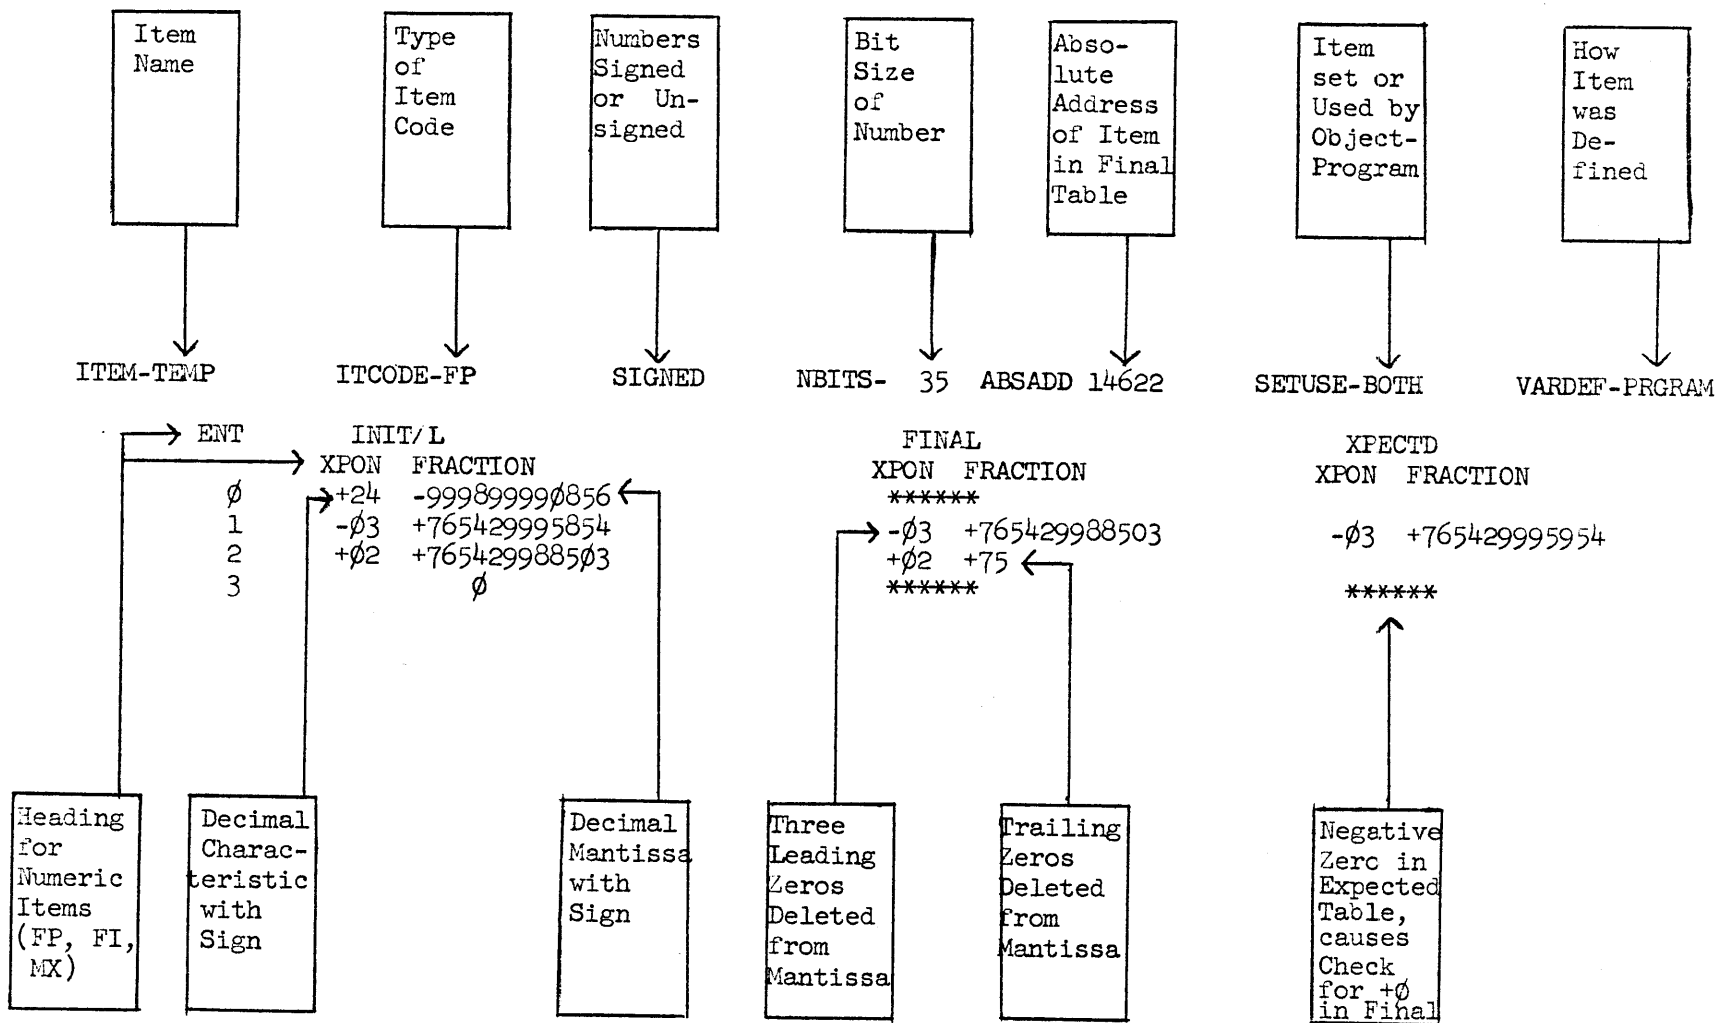 Item
Name
Type
of
Item
Code
Numbers
Signed
or Un-
signed
Bit
Size
of
Number
Abso-
lute
Address
of Item
in Final
Table
Item
set or
Used by
Object-
Program
How
Item
was
De-
fined
ITEM-TEMP ITCODE-FP SIGNED NBITS- 35 ABSADD 14622 SETUSE-BOTH VARDEF-PRGRAM
ENT INIT/L FINAL XPECTD
XPON FRACTION XPON FRACTION XPON FRACTION
Ø +24 -99989999Ø856 ******
1 -Ø3 +765429995854 -Ø3 +765429988503 -Ø3 +765429995954
2 +Ø2 +7654299885Ø3 +Ø2 +75
3 Ø ****** ******
Heading
for
Numeric
Items
(FP, FI,
MX)
Decimal
Charac-
teristic
with
Sign
Decimal
Mantissa
with
Sign
Three
Leading
Zeros
Deleted
from
Mantissa
Trailing
Zeros
Deleted
from
Mantissa
Negative
Zero in
Expected
Table,
causes
Check
for +Ø
in Final